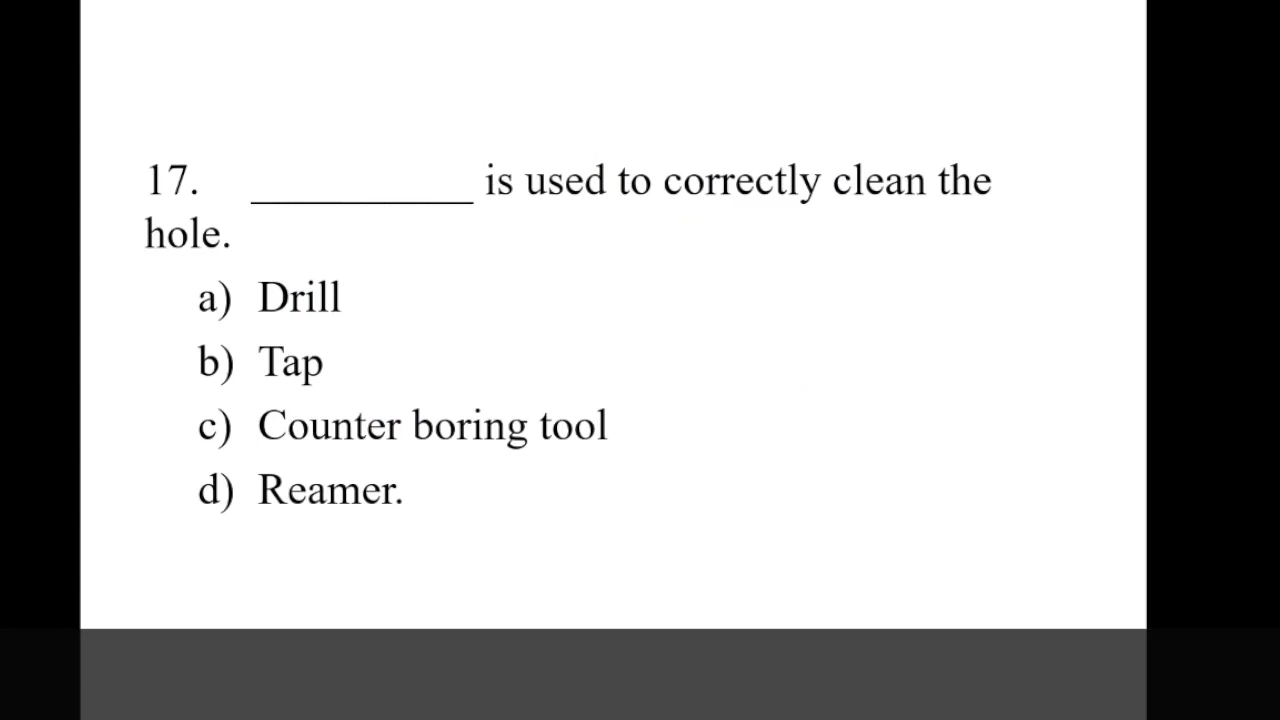 17. __________ is used to correctly clean the
hole.
a) Drill
b) Tap
c) Counter boring tool
d) Reamer.